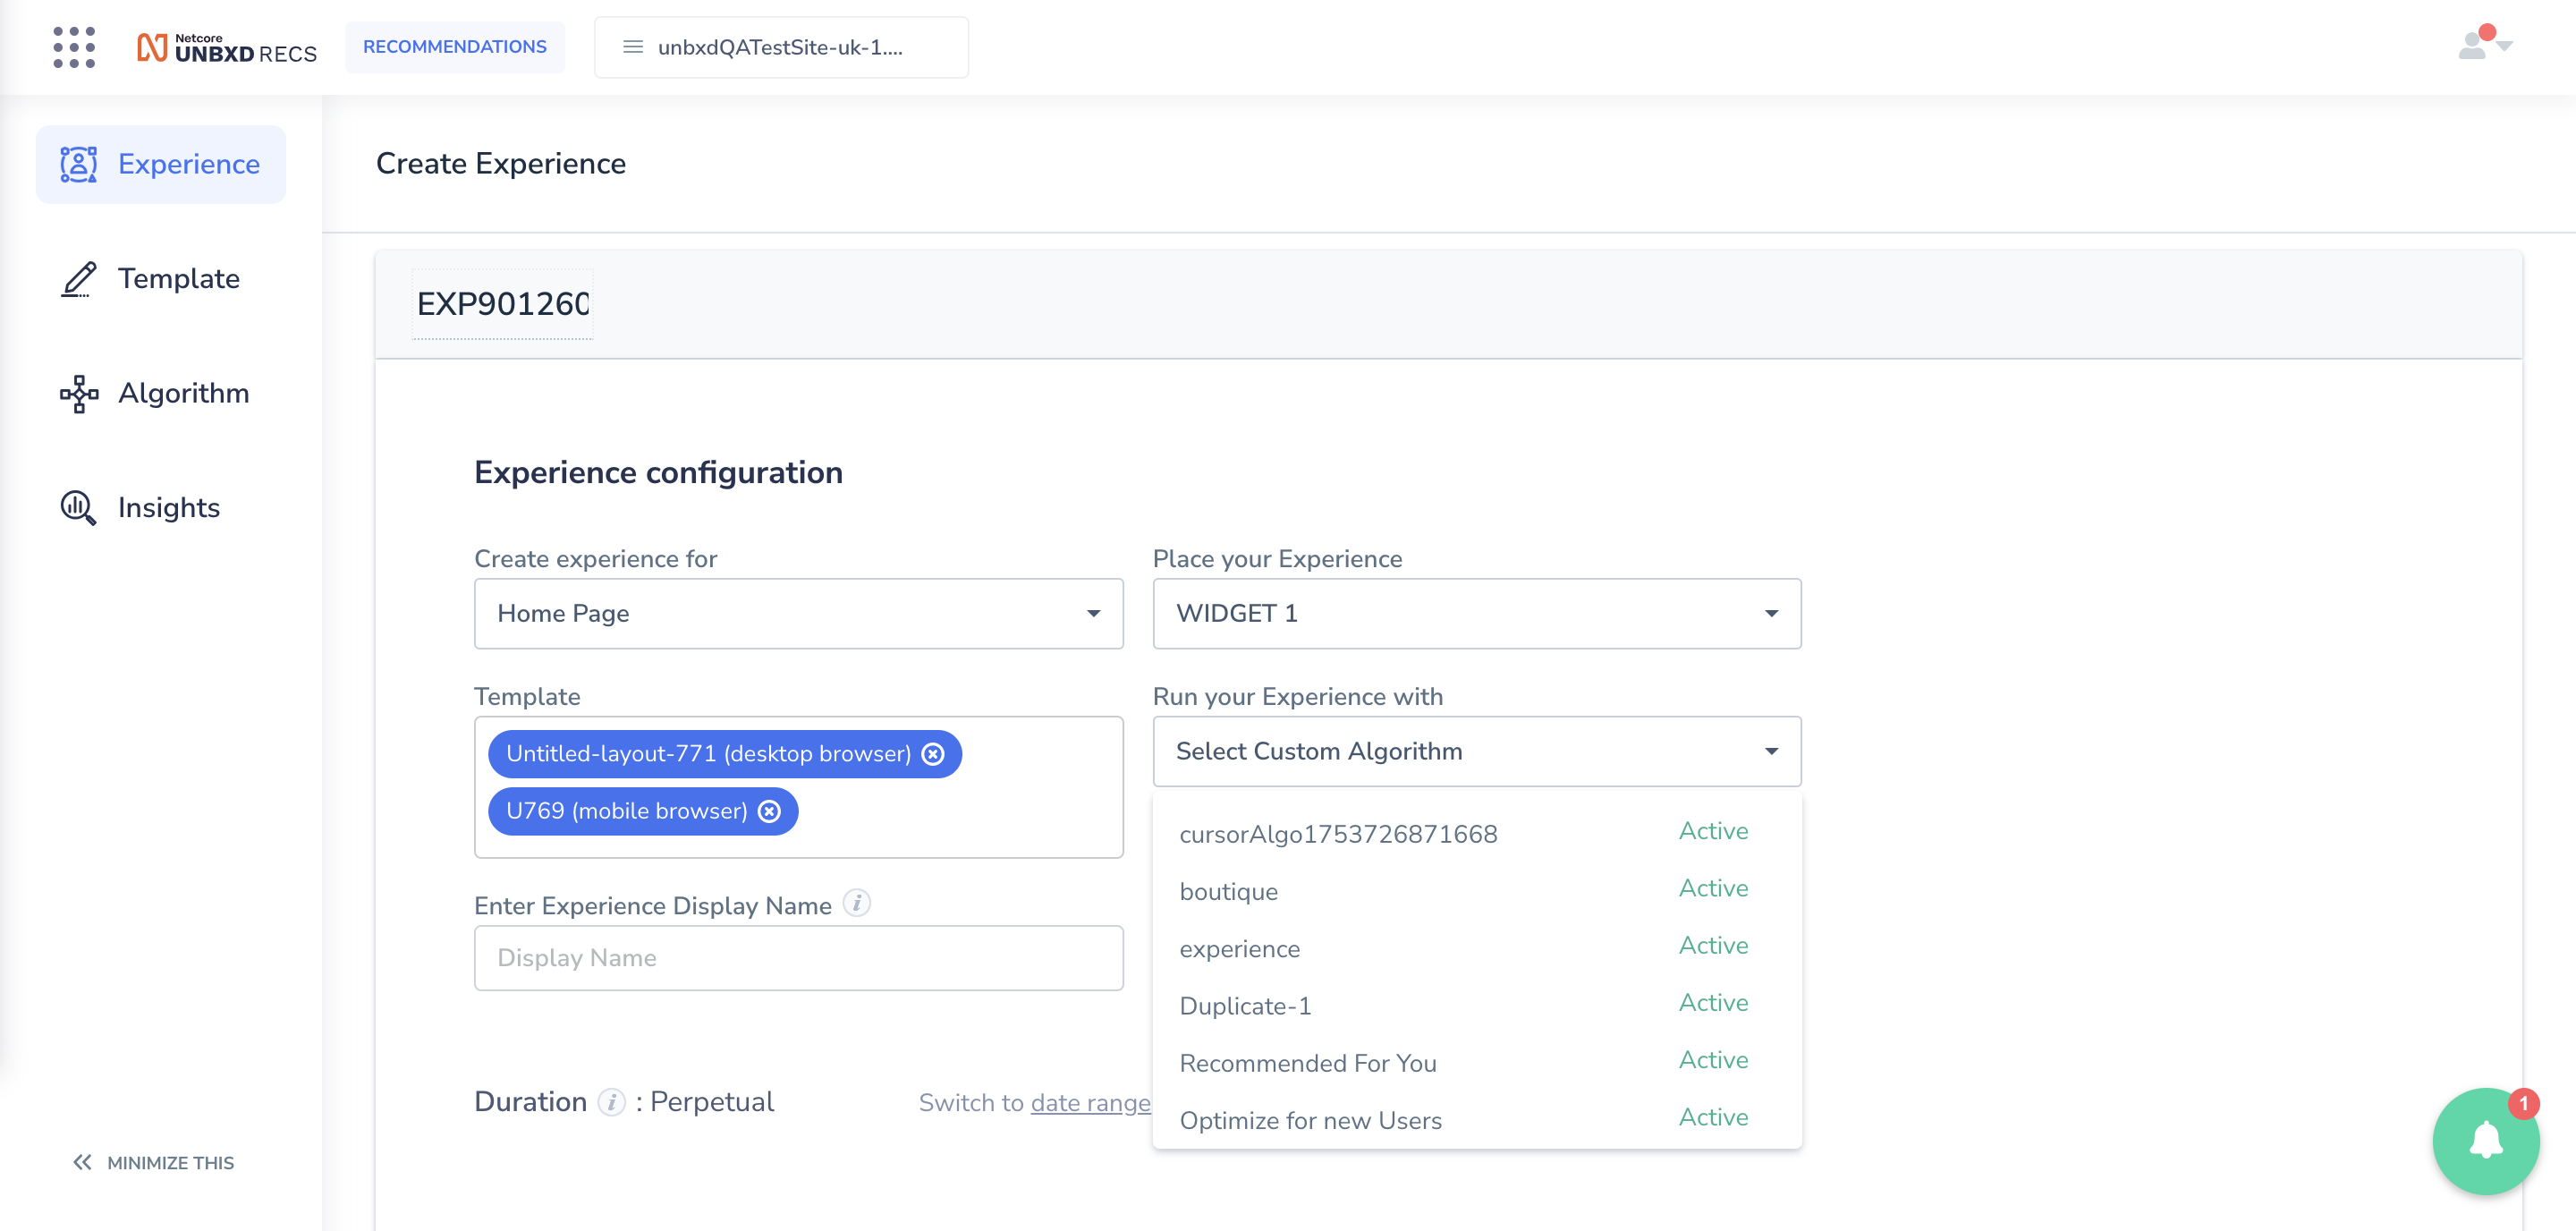 Netcore
UNBXD RECS
RECOMMENDATIONS
unbxdQATestSite-uk-1....
Experience
Template
Algorithm
Insights
MINIMIZE THIS
Create Experience
EXP901260
Experience configuration
Create experience for
Home Page
Place your Experience
WIDGET 1
Template
Untitled-layout-771 (desktop browser)
U769 (mobile browser)
Run your Experience with
Select Custom Algorithm
cursorAlgo1753726871668 Active
boutique Active
experience Active
Duplicate-1 Active
Recommended For You Active
Optimize for new Users Active
Enter Experience Display Name i
Display Name
Duration i : Perpetual
Switch to date range
1